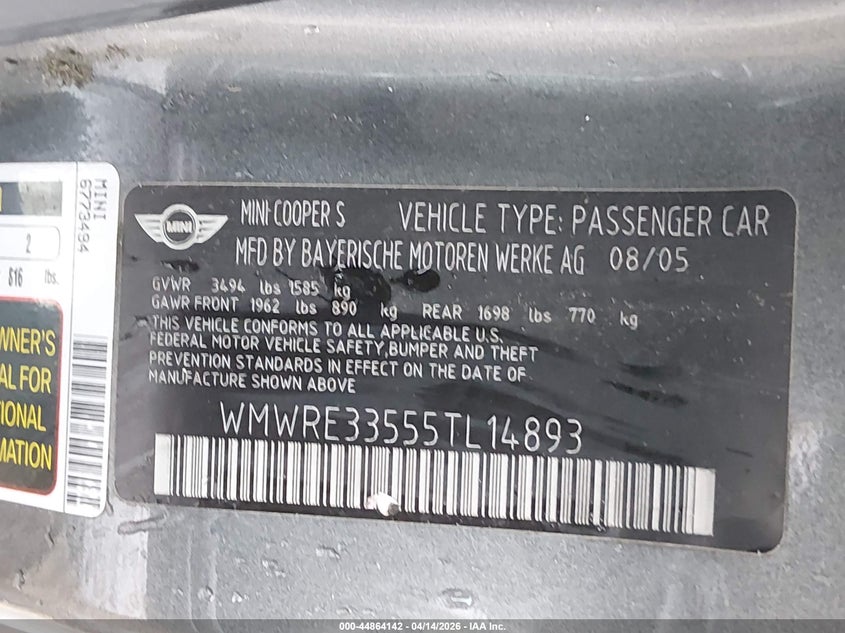 MINI
6773494
2
816 lbs.
WNER'S
AL FOR
IONAL
MATION
MINI
MINI COOPER S VEHICLE TYPE: PASSENGER CAR
MFD BY BAYERISCHE MOTOREN WERKE AG 08/05
GVWR 3494 lbs 1585 kg
GAWR FRONT 1962 lbs 890 kg REAR 1698 lbs 770 kg
THIS VEHICLE CONFORMS TO ALL APPLICABLE U.S.
FEDERAL MOTOR VEHICLE SAFETY,BUMPER AND THEFT
PREVENTION STANDARDS IN EFFECT ON THE DATE OF
MANUFACTURE SHOWN ABOVE
WMWRE33555TL14893
000-44864142 - 04/14/2026 - IAA Inc.